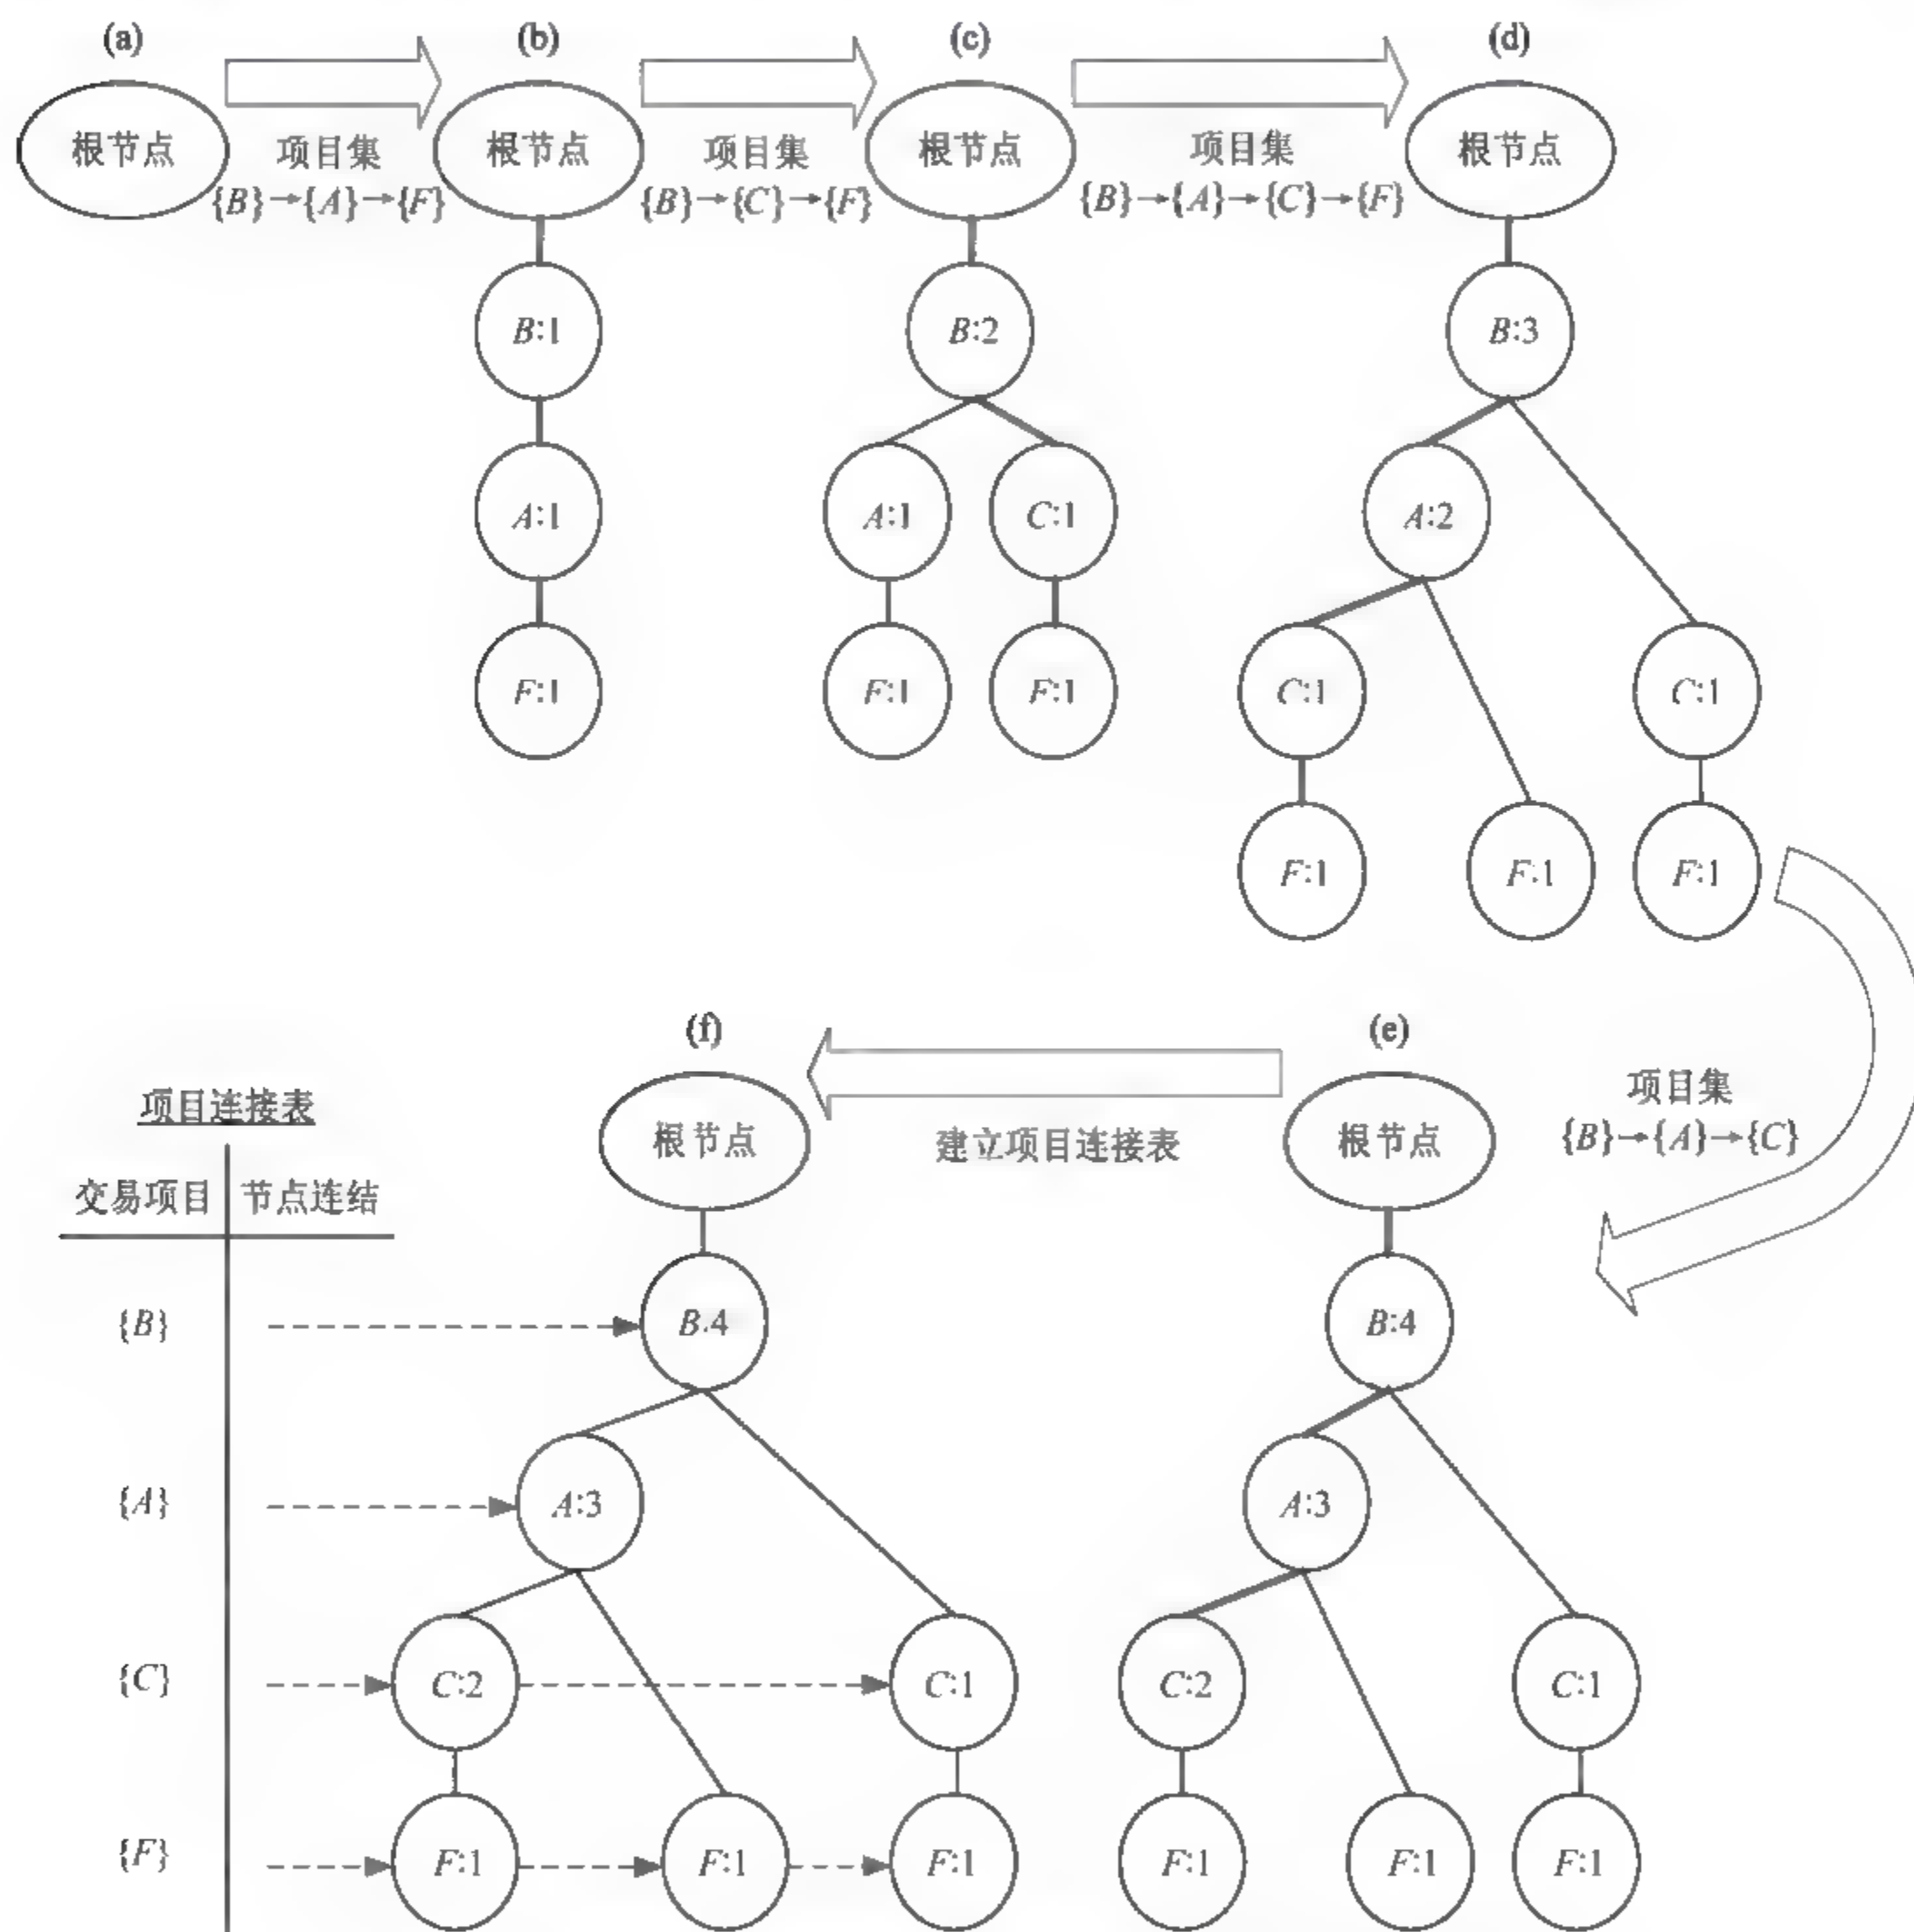 (a) (b) (c) (d)
根节点 项目集 根节点 项目集 根节点 项目集 根节点
{B}→{A}→{F} {B}→{C}→{F} {B}→{A}→{C}→{F}
B:1 B:2 B:3
A:1 A:1 C:1 A:2
F:1 F:1 F:1 C:1 C:1
F:1 F:1 F:1
(f) (e)
项目连接表 根节点 建立项目连接表 根节点 项目集
{B}→{A}→{C}
交易项目 节点连结
{B} B.4 B:4
{A} A:3 A:3
{C} C:2 C:1 C:2 C:1
{F} F:1 F:1 F:1 F:1 F:1 F:1